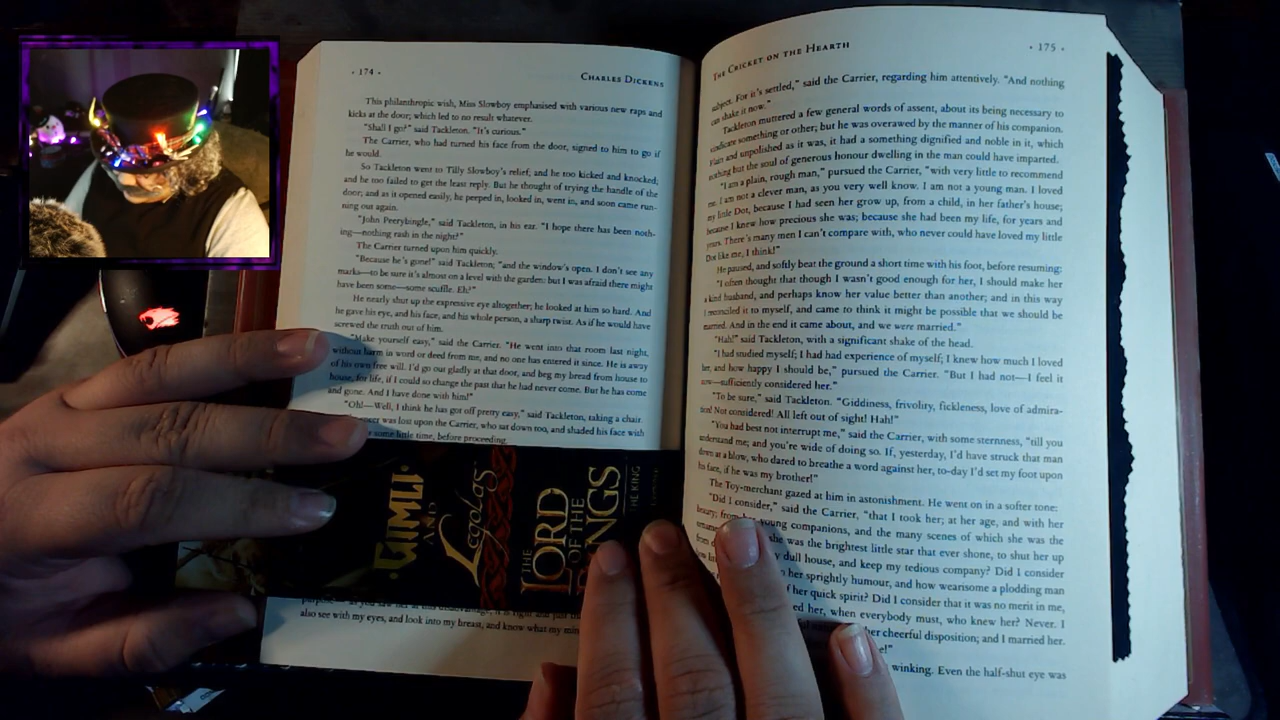 • 174 •
CHARLES DICKENS
This philanthropic wish, Miss Slowboy emphasised with various new raps and
kicks at the door; which led to no result whatever.
"Shall I go?" said Tackleton. "It's curious."
The Carrier, who had turned his face from the door, signed to him to go if
he would.
So Tackleton went to Tilly Slowboy's relief; and he too kicked and knocked;
and he too failed to get the least reply. But he thought of trying the handle of the
door; and as it opened easily, he peeped in, looked in, went in, and soon came run-
ning out again.
"John Peerybingle," said Tackleton, in his ear. "I hope there has been noth-
ing—nothing rash in the night?"
The Carrier turned upon him quickly.
"Because he's gone!" said Tackleton; "and the window's open. I don't see any
marks—to be sure it's almost on a level with the garden: but I was afraid there might
have been some—some scuffle. Eh?"
He nearly shut up the expressive eye altogether; he looked at him so hard. And
he gave his eye, and his face, and his whole person, a sharp twist. As if he would have
screwed the truth out of him.
"Make yourself easy," said the Carrier. "He went into that room last night,
without harm in word or deed from me, and no one has entered it since. He is away
of his own free will. I'd go out gladly at that door, and beg my bread from house to
house, for life, if I could so change the past that he had never come. But he has come
and gone. And I have done with him!"
"Oh!—Well, I think he has got off pretty easy," said Tackleton, taking a chair.
was lost upon the Carrier, who sat down too, and shaded his face with
some little time, before proceeding.
GIMLI
AND
Legolas
THE
LORD
OF THE
RINGS
THE KING
also see with my eyes, and look into my breast, and know what my
THE CRICKET ON THE HEARTH
• 175 •
subject. For it's settled," said the Carrier, regarding him attentively. "And nothing
can shake it now."
Tackleton muttered a few general words of assent, about its being necessary to
vindicate something or other; but he was overawed by the manner of his companion.
Plain and unpolished as it was, it had a something dignified and noble in it, which
nothing but the soul of generous honour dwelling in the man could have imparted.
"I am a plain, rough man," pursued the Carrier, "with very little to recommend
me. I am not a clever man, as you very well know. I am not a young man. I loved
my little Dot, because I had seen her grow up, from a child, in her father's house;
because I knew how precious she was; because she had been my life, for years and
years. There's many men I can't compare with, who never could have loved my little
Dot like me, I think!"
He paused, and softly beat the ground a short time with his foot, before resuming:
"I often thought that though I wasn't good enough for her, I should make her
a kind husband, and perhaps know her value better than another; and in this way
I reconciled it to myself, and came to think it might be possible that we should be
married. And in the end it came about, and we were married."
"Hah!" said Tackleton, with a significant shake of the head.
"I had studied myself; I had had experience of myself; I knew how much I loved
her, and how happy I should be," pursued the Carrier. "But I had not—I feel it
now—sufficiently considered her."
"To be sure," said Tackleton. "Giddiness, frivolity, fickleness, love of admira-
tion! Not considered! All left out of sight! Hah!"
"You had best not interrupt me," said the Carrier, with some sternness, "till you
understand me; and you're wide of doing so. If, yesterday, I'd have struck that man
down at a blow, who dared to breathe a word against her, to-day I'd set my foot upon
his face, if he was my brother!"
The Toy-merchant gazed at him in astonishment. He went on in a softer tone:
"Did I consider," said the Carrier, "that I took her; at her age, and with her
beauty; from her young companions, and the many scenes of which she was the
she was the brightest little star that ever shone, to shut her up
dull house, and keep my tedious company? Did I consider
her sprightly humour, and how wearisome a plodding man
her quick spirit? Did I consider that it was no merit in me,
her, when everybody must, who knew her? Never. I
her cheerful disposition; and I married her.
winking. Even the half-shut eye was